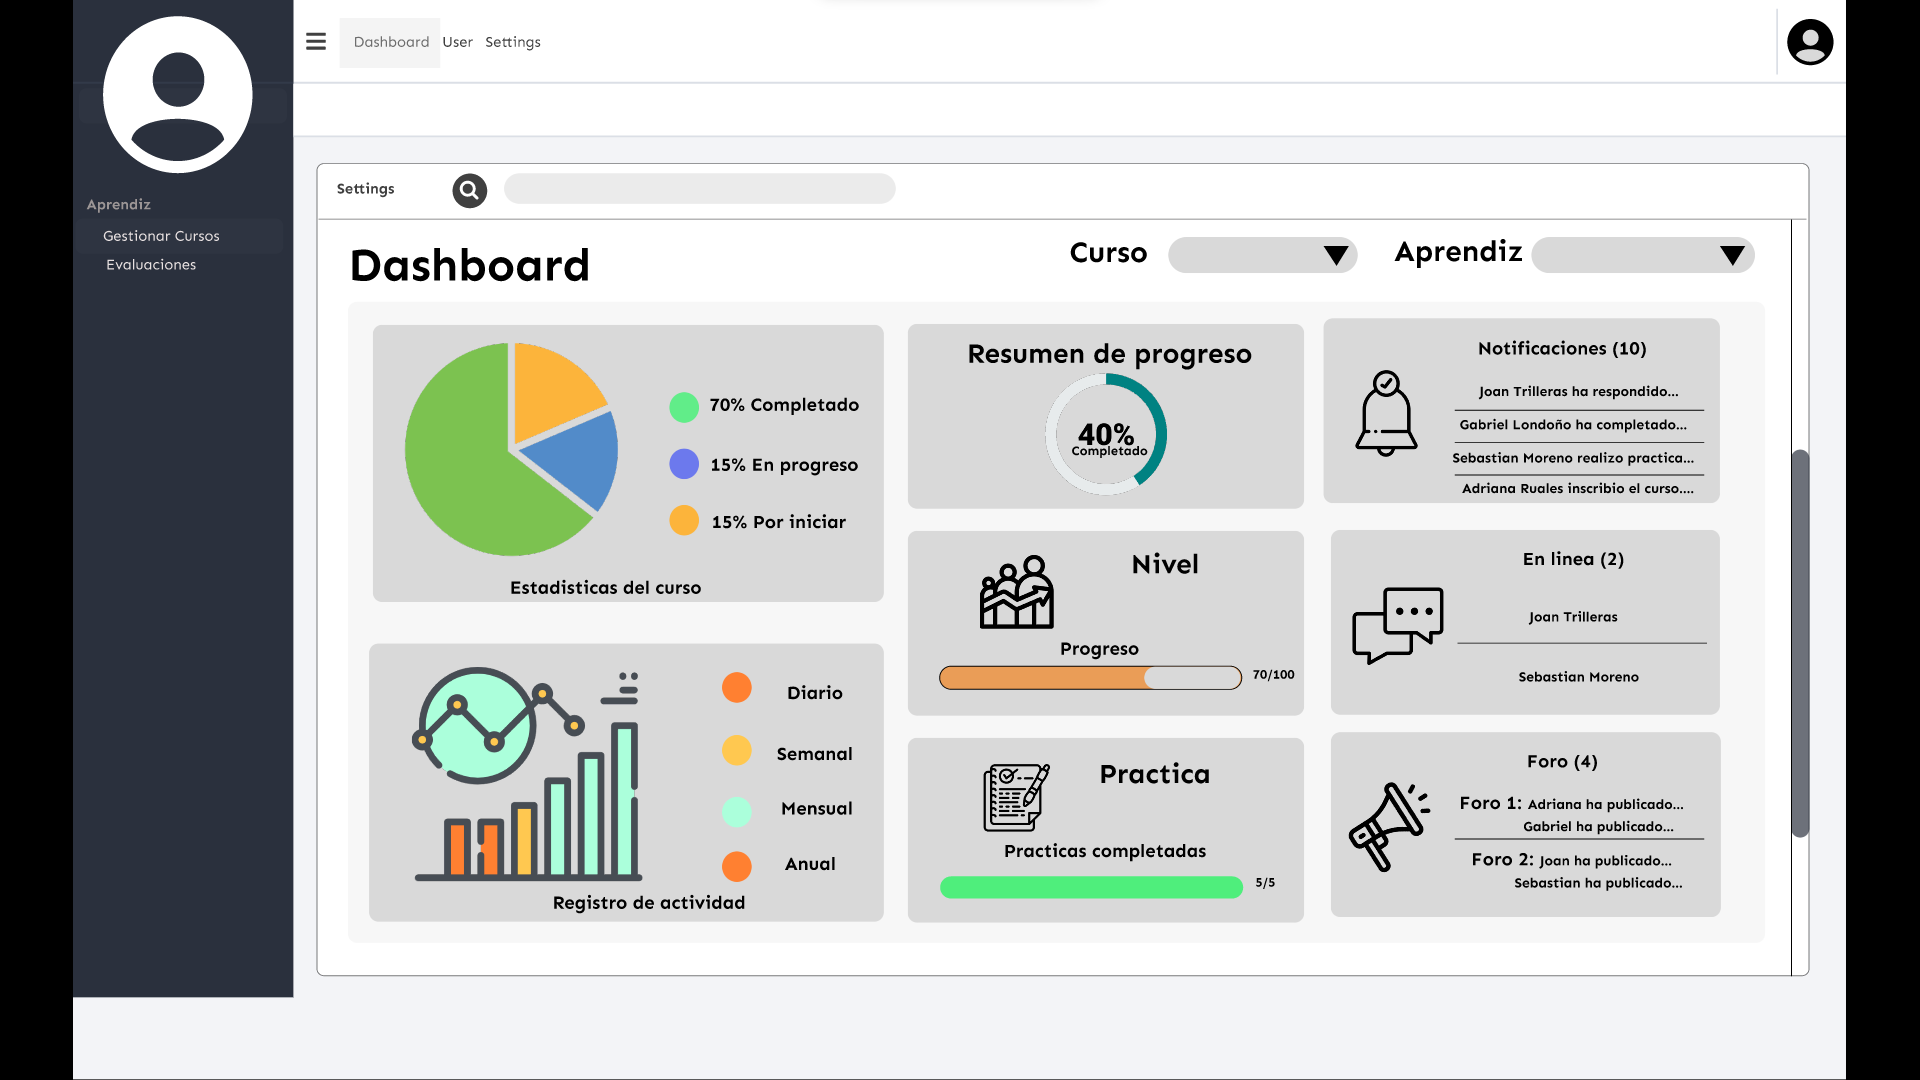 Dashboard User Settings
Aprendiz
Gestionar Cursos
Evaluaciones
Settings
Dashboard
Curso
Aprendiz
70% Completado
15% En progreso
15% Por iniciar
Estadisticas del curso
Resumen de progreso
40%
Completado
Notificaciones (10)
Joan Trilleras ha respondido...
Gabriel Londoño ha completado...
Sebastian Moreno realizo practica...
Adriana Ruales inscribio el curso....
Nivel
Progreso
70/100
En linea (2)
Joan Trilleras
Sebastian Moreno
Diario
Semanal
Mensual
Anual
Registro de actividad
Practica
Practicas completadas
5/5
Foro (4)
Foro 1: Adriana ha publicado...
Gabriel ha publicado...
Foro 2: Joan ha publicado...
Sebastian ha publicado...